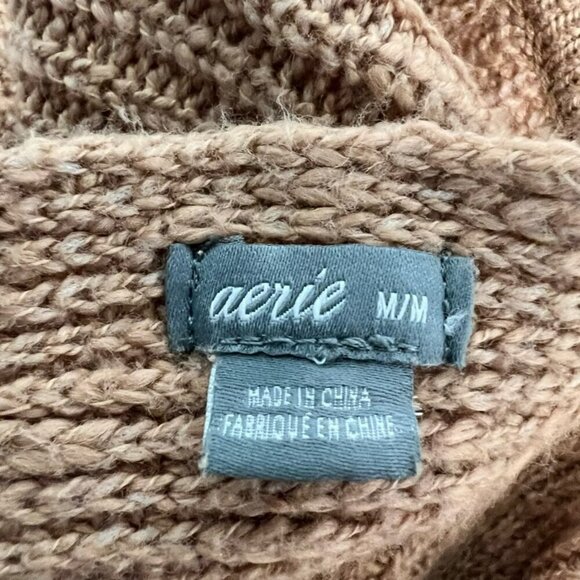 aerie M/M
MADE IN CHINA
FABRIQUÉ EN CHINE